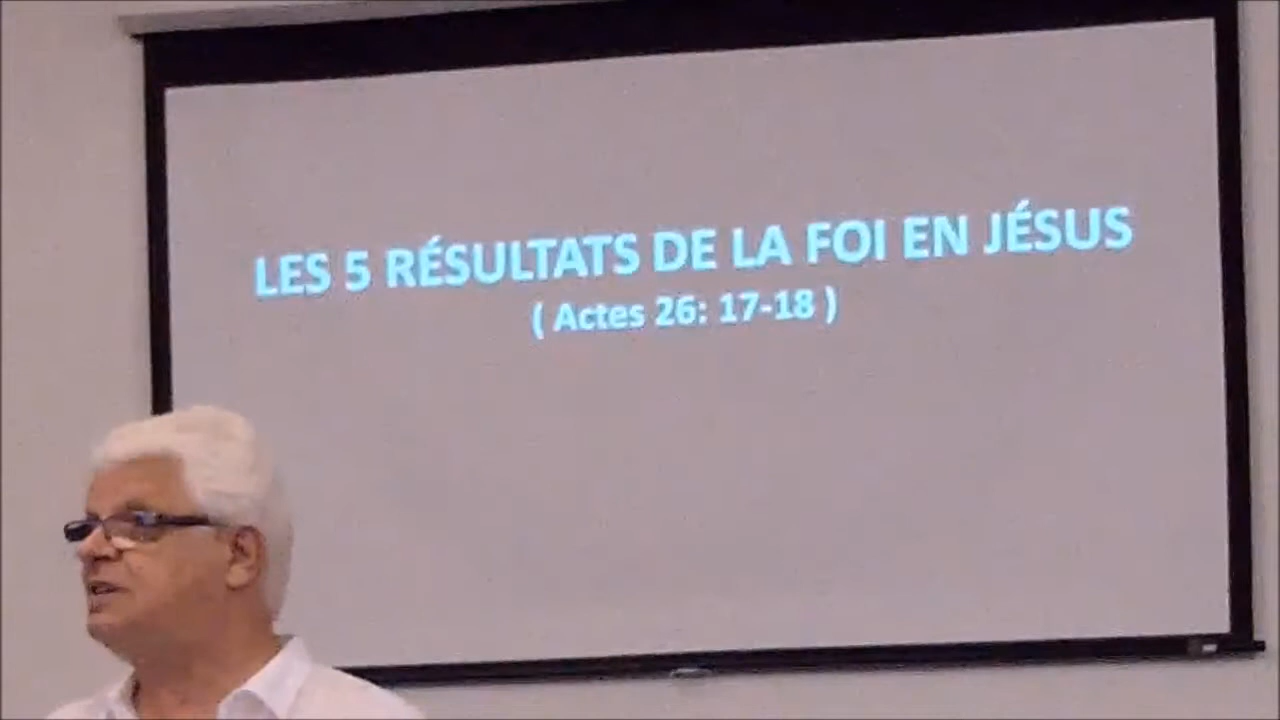 LES 5 RÉSULTATS DE LA FOI EN JÉSUS
( Actes 26: 17-18 )